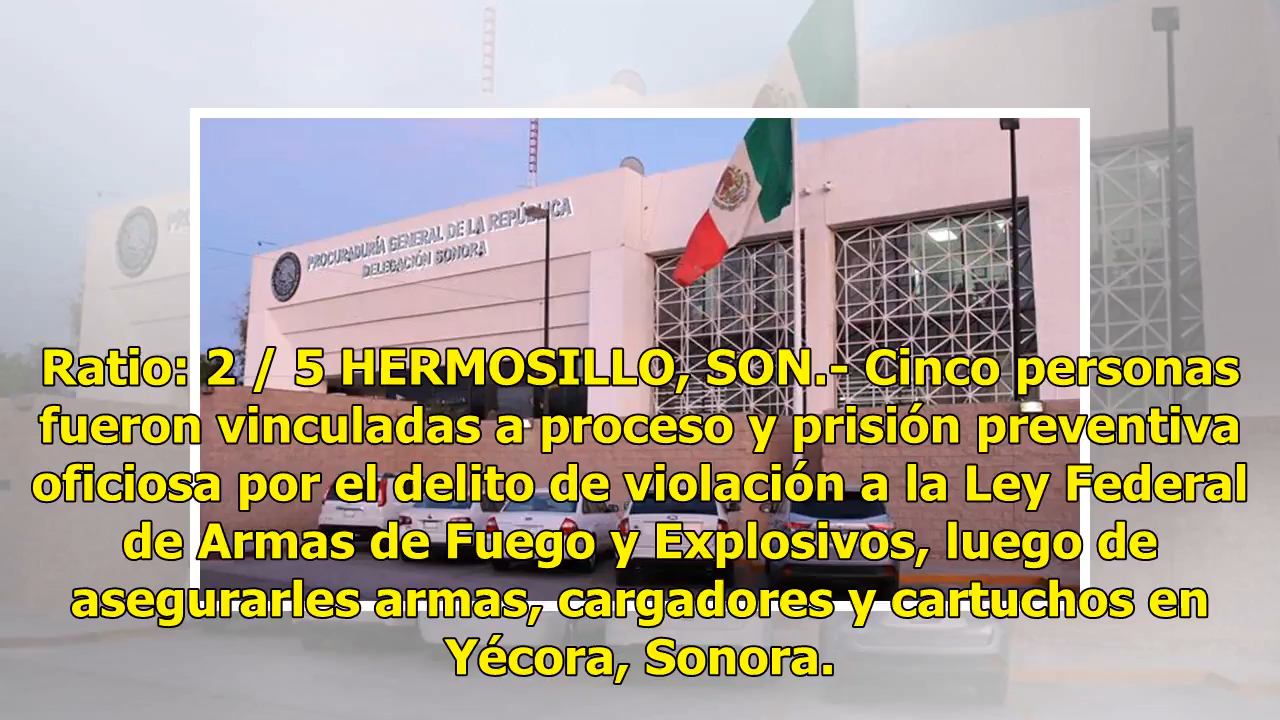 PROCURADURÍA GENERAL DE LA REPÚBLICA
DELEGACIÓN SONORA
Ratio: 2 / 5 HERMOSILLO, SON.- Cinco personas
fueron vinculadas a proceso y prisión preventiva
oficiosa por el delito de violación a la Ley Federal
de Armas de Fuego y Explosivos, luego de
asegurarles armas, cargadores y cartuchos en
Yécora, Sonora.